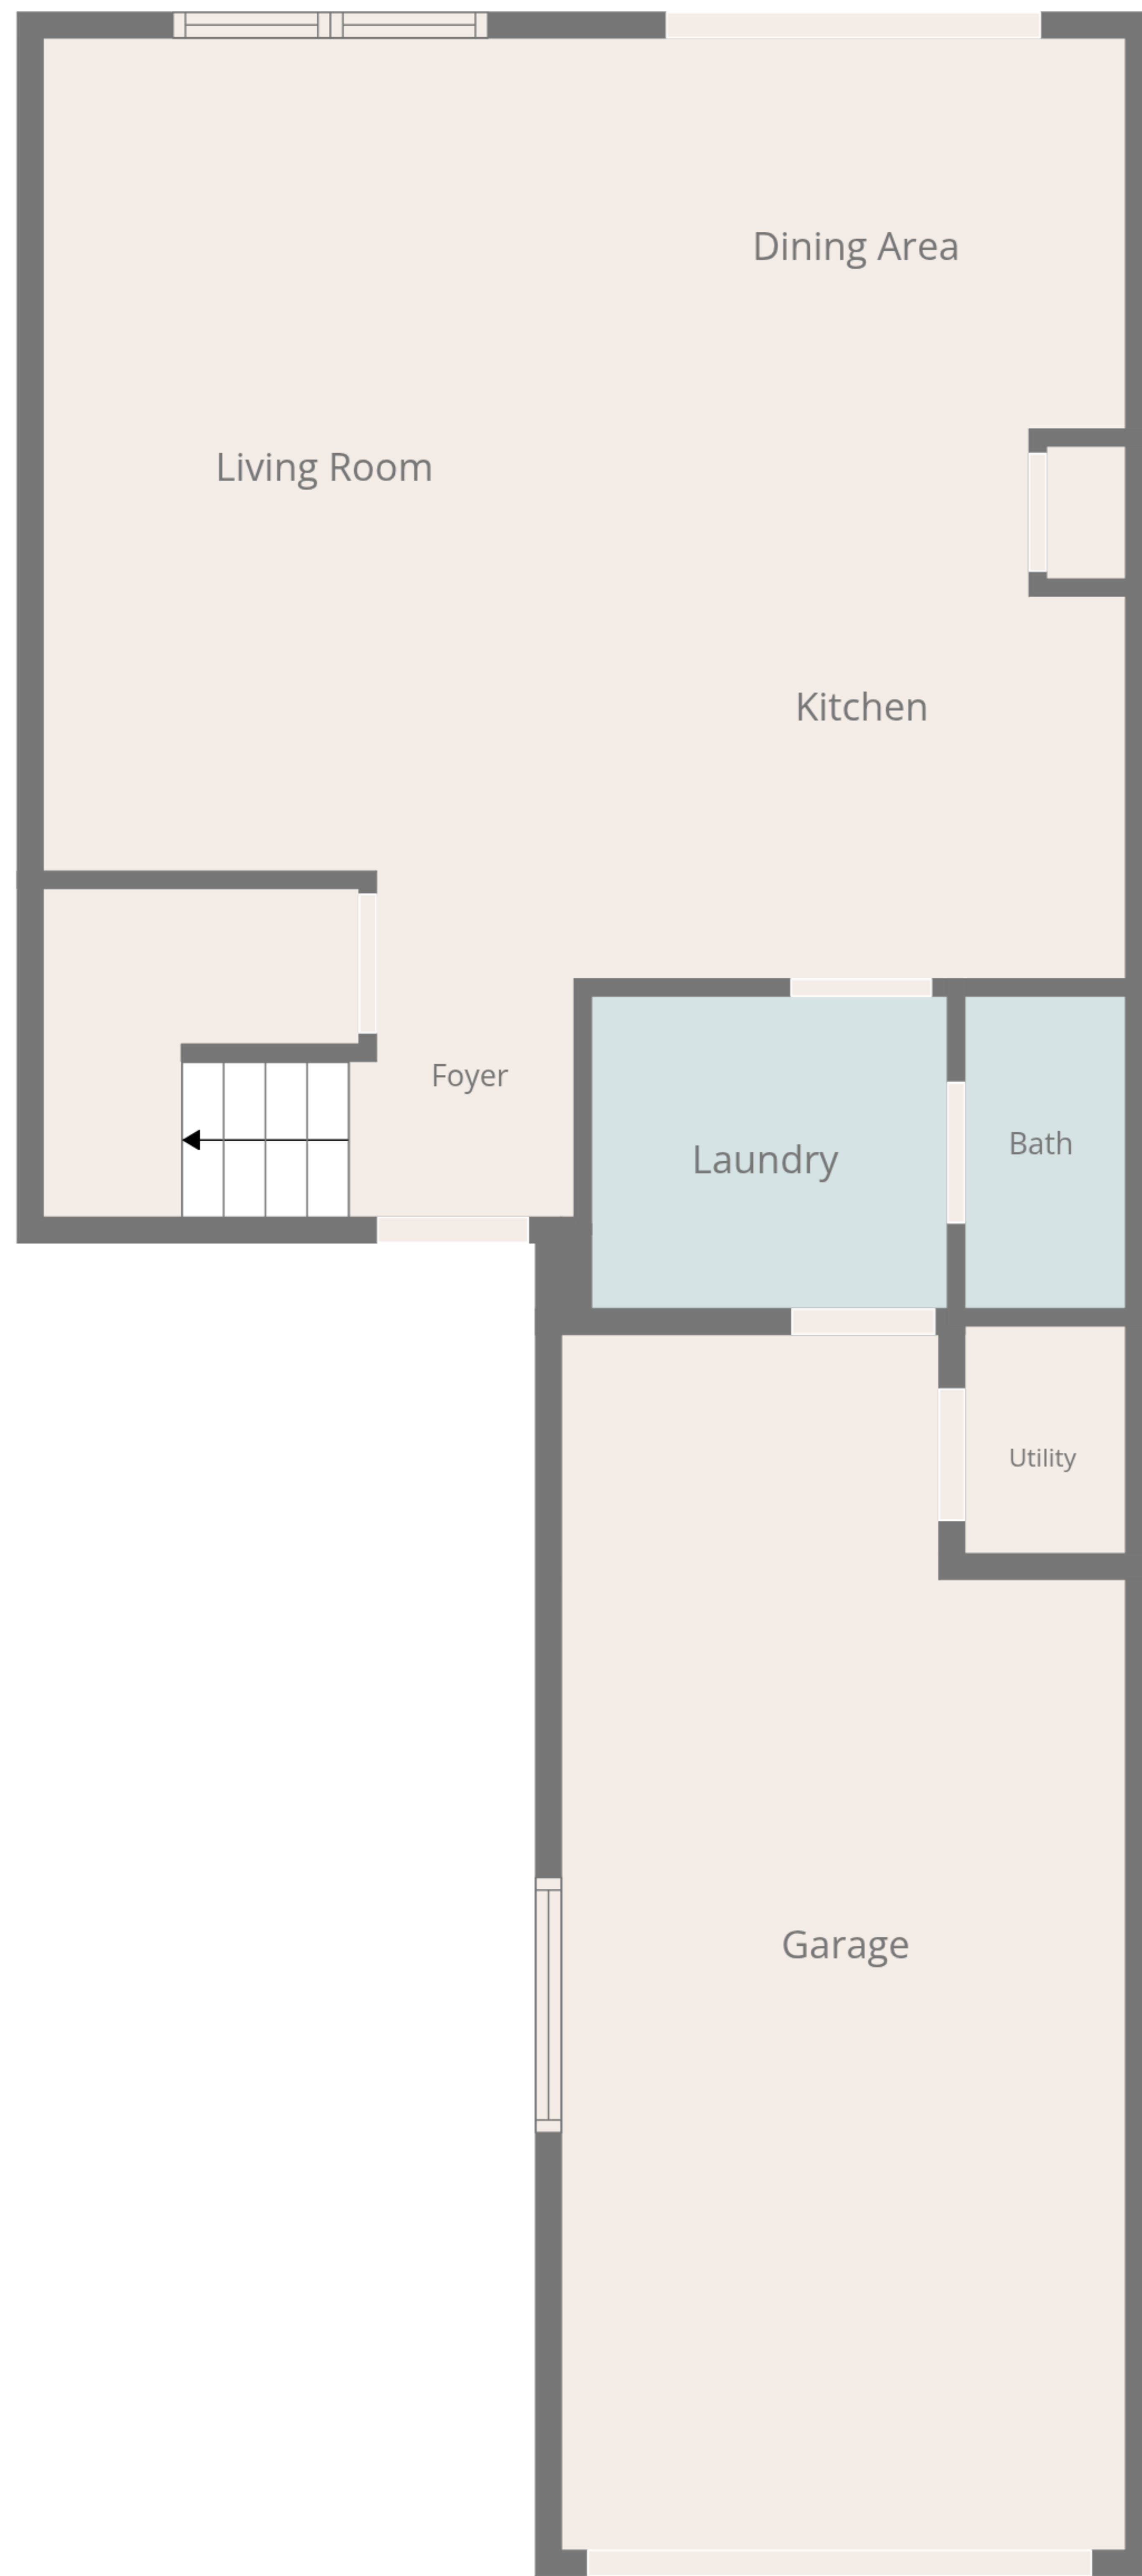 Dining Area
Living Room
Kitchen
Foyer
Bath
Laundry
Utility
Garage